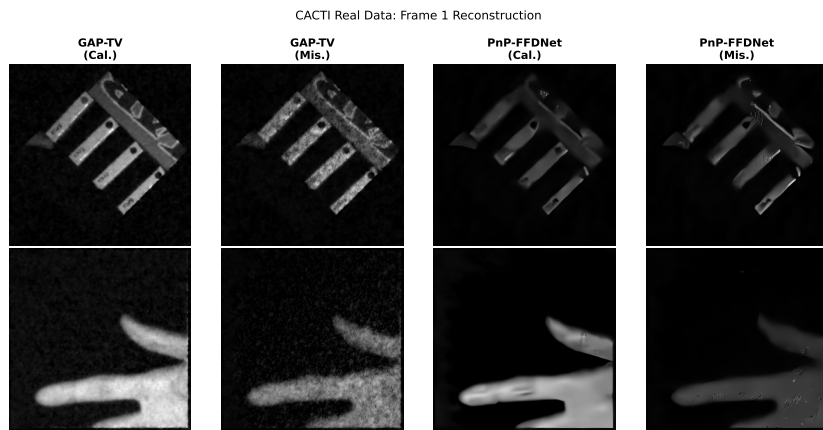 CACTI Real Data: Frame 1 Reconstruction
GAP-TV
(Cal.)
GAP-TV
(Mis.)
PnP-FFDNet
(Cal.)
PnP-FFDNet
(Mis.)